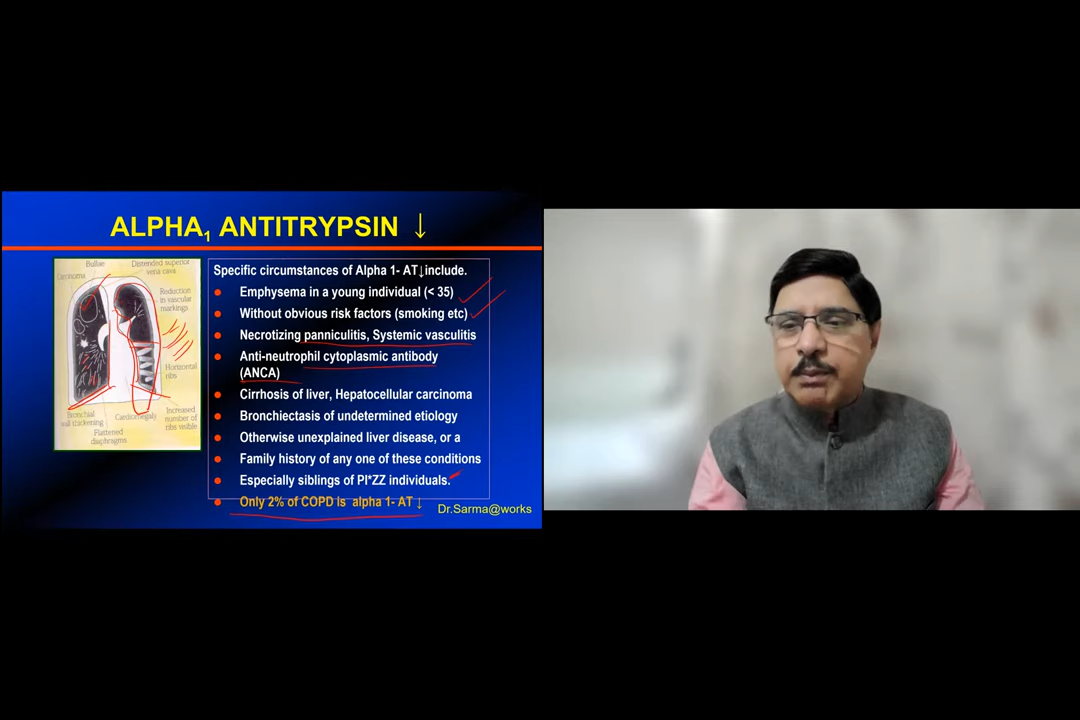 ALPHA1 ANTITRYPSIN ↓
Bullae
Distended superior
vena cava
Carcinoma
Reduction in
vascular
markings
Horizontal
ribs
Bronchial
wall thickening
Cardiomegaly
Increased
number of
ribs visible
Flattened
diaphragms
Specific circumstances of Alpha 1- AT↓include.
Emphysema in a young individual (< 35)
Without obvious risk factors (smoking etc)
Necrotizing panniculitis, Systemic vasculitis
Anti-neutrophil cytoplasmic antibody
(ANCA)
Cirrhosis of liver, Hepatocellular carcinoma
Bronchiectasis of undetermined etiology
Otherwise unexplained liver disease, or a
Family history of any one of these conditions
Especially siblings of PI*ZZ individuals.
Only 2% of COPD is alpha 1- AT ↓
Dr.Sarma@works